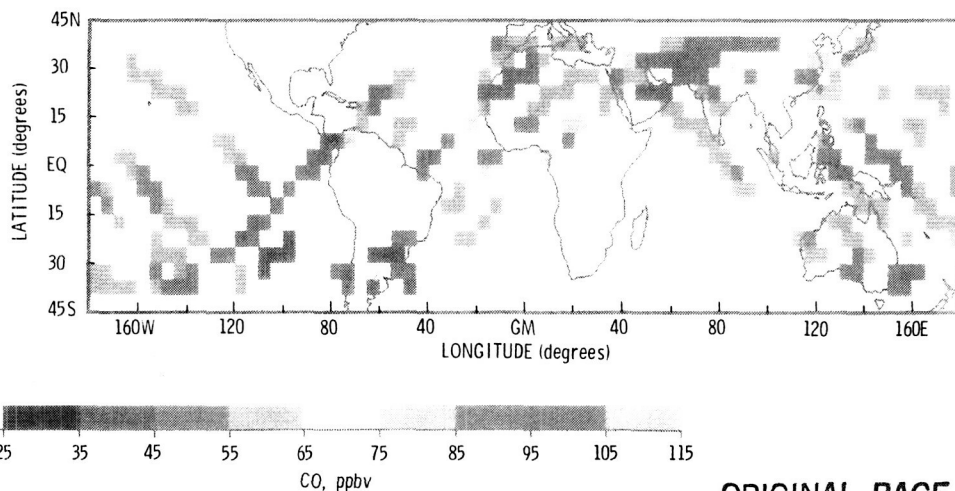 45N
30
15
EQ
15
30
45S
LATITUDE (degrees)
160W 120 80 40 GM 40 80 120 160E
LONGITUDE (degrees)
25 35 45 55 65 75 85 95 105 115
CO, ppbv
ORIGINAL PAGE